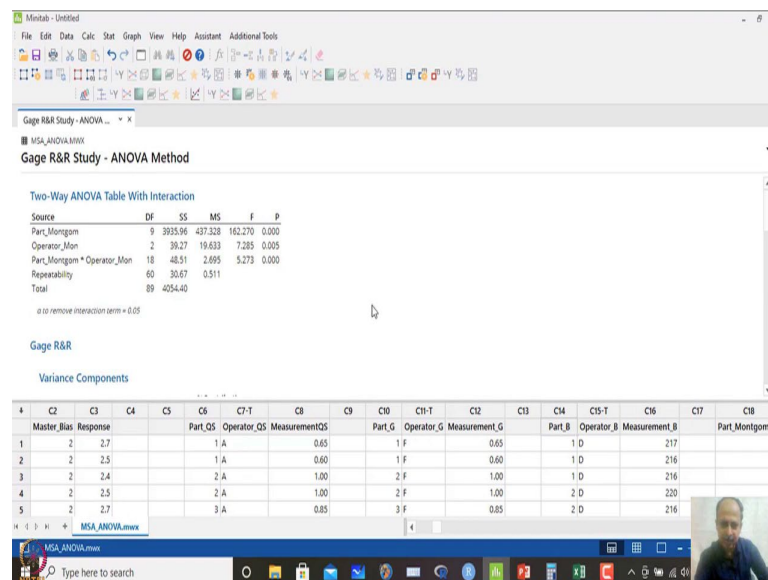 Minitab - Untitled
File Edit Data Calc Stat Graph View Help Assistant Additional Tools
Gage R&R Study - ANOVA ...
MSA_ANOVA.MWX
Gage R&R Study - ANOVA Method
Two-Way ANOVA Table With Interaction
Source DF SS MS F P
Part_Montgom 9 3935.96 437.328 162.270 0.000
Operator_Mon 2 39.27 19.633 7.285 0.005
Part_Montgom * Operator_Mon 18 48.51 2.695 5.273 0.000
Repeatability 60 30.67 0.511
Total 89 4054.40
α to remove interaction term = 0.05
Gage R&R
Variance Components
C2 C3 C4 C5 C6 C7-T C8 C9 C10 C11-T C12 C13 C14 C15-T C16 C17 C18
Master_Bias Response Part_QS Operator_QS MeasurementQS Part_G Operator_G Measurement_G Part_B Operator_B Measurement_B Part_Montgom
1 2 2.7 1 A 0.65 1 F 0.65 1 D 217
2 2 2.5 1 A 0.60 1 F 0.60 1 D 216
3 2 2.4 2 A 1.00 2 F 1.00 1 D 216
4 2 2.5 2 A 1.00 2 F 1.00 2 D 220
5 2 2.7 3 A 0.85 3 F 0.85 2 D 216
MSA_ANOVA.mwx
MSA_ANOVA.mwx
Type here to search